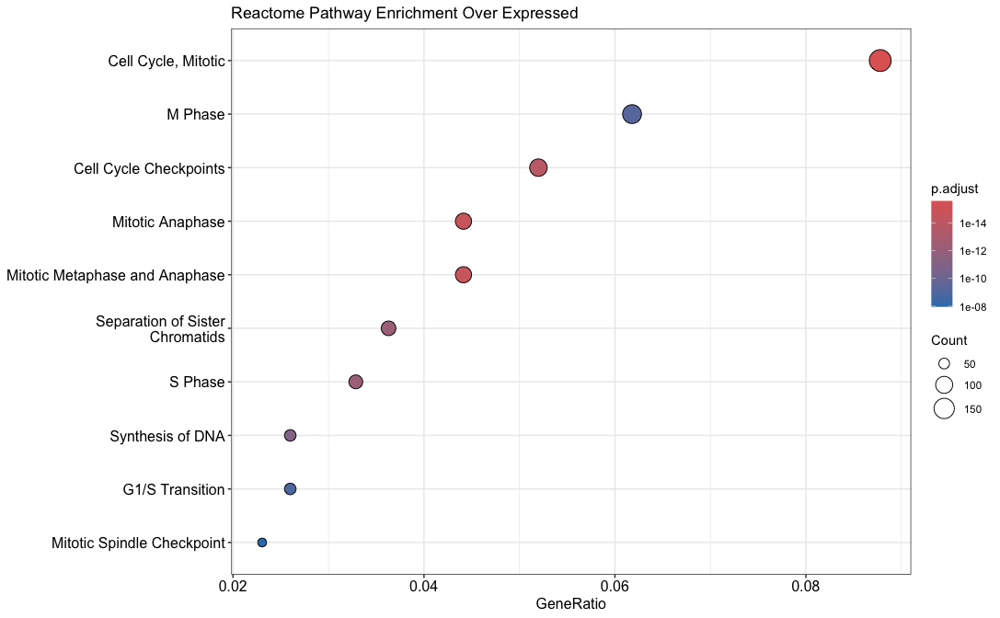 Reactome Pathway Enrichment Over Expressed
Cell Cycle, Mitotic
M Phase
Cell Cycle Checkpoints
Mitotic Anaphase
Mitotic Metaphase and Anaphase
Separation of Sister
Chromatids
S Phase
Synthesis of DNA
G1/S Transition
Mitotic Spindle Checkpoint
0.02 0.04 0.06 0.08
GeneRatio
p.adjust
1e-14
1e-12
1e-10
1e-08
Count
50
100
150